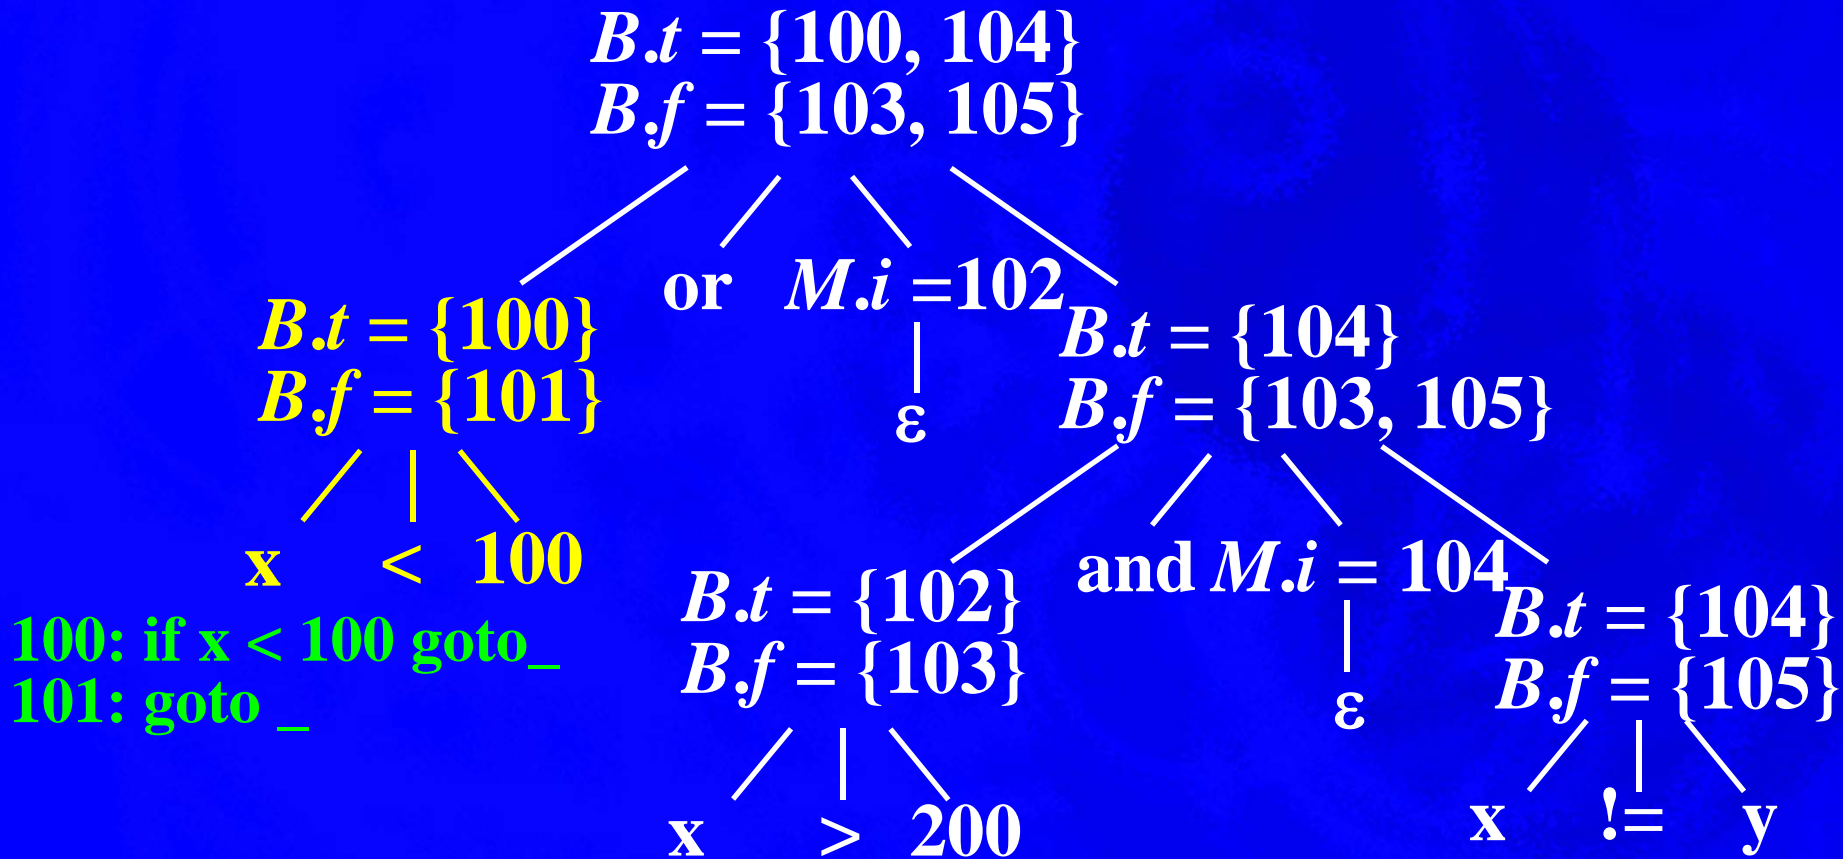 B.t = {100, 104}
B.f = {103, 105}
or M.i =102
B.t = {100}
B.f = {101}
B.t = {104}
B.f = {103, 105}
ε
x < 100
and M.i = 104
B.t = {102}
B.f = {103}
B.t = {104}
B.f = {105}
ε
100: if x < 100 goto_
101: goto _
x > 200
x != y